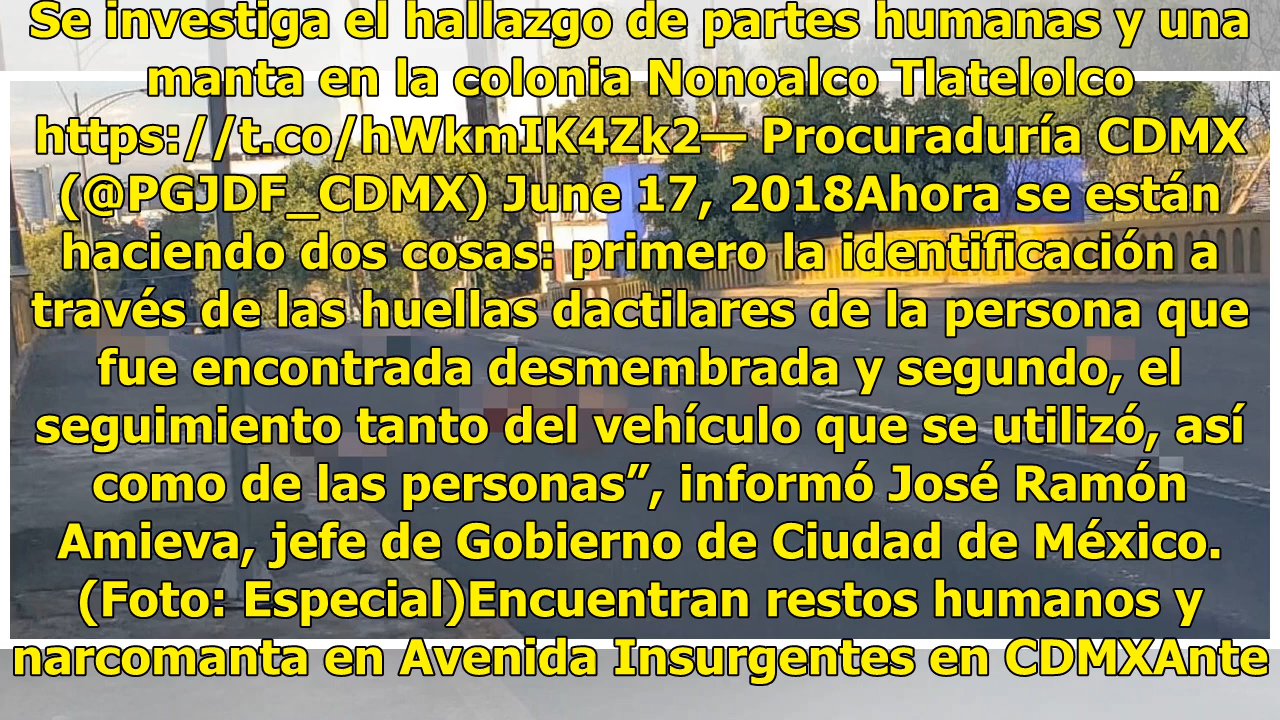 Se investiga el hallazgo de partes humanas y una
manta en la colonia Nonoalco Tlatelolco
https://t.co/hWkmIK4Zk2— Procuraduría CDMX
(@PGJDF_CDMX) June 17, 2018Ahora se están
haciendo dos cosas: primero la identificación a
través de las huellas dactilares de la persona que
fue encontrada desmembrada y segundo, el
seguimiento tanto del vehículo que se utilizó, así
como de las personas”, informó José Ramón
Amieva, jefe de Gobierno de Ciudad de México.
(Foto: Especial)Encuentran restos humanos y
narcomanta en Avenida Insurgentes en CDMXAnte